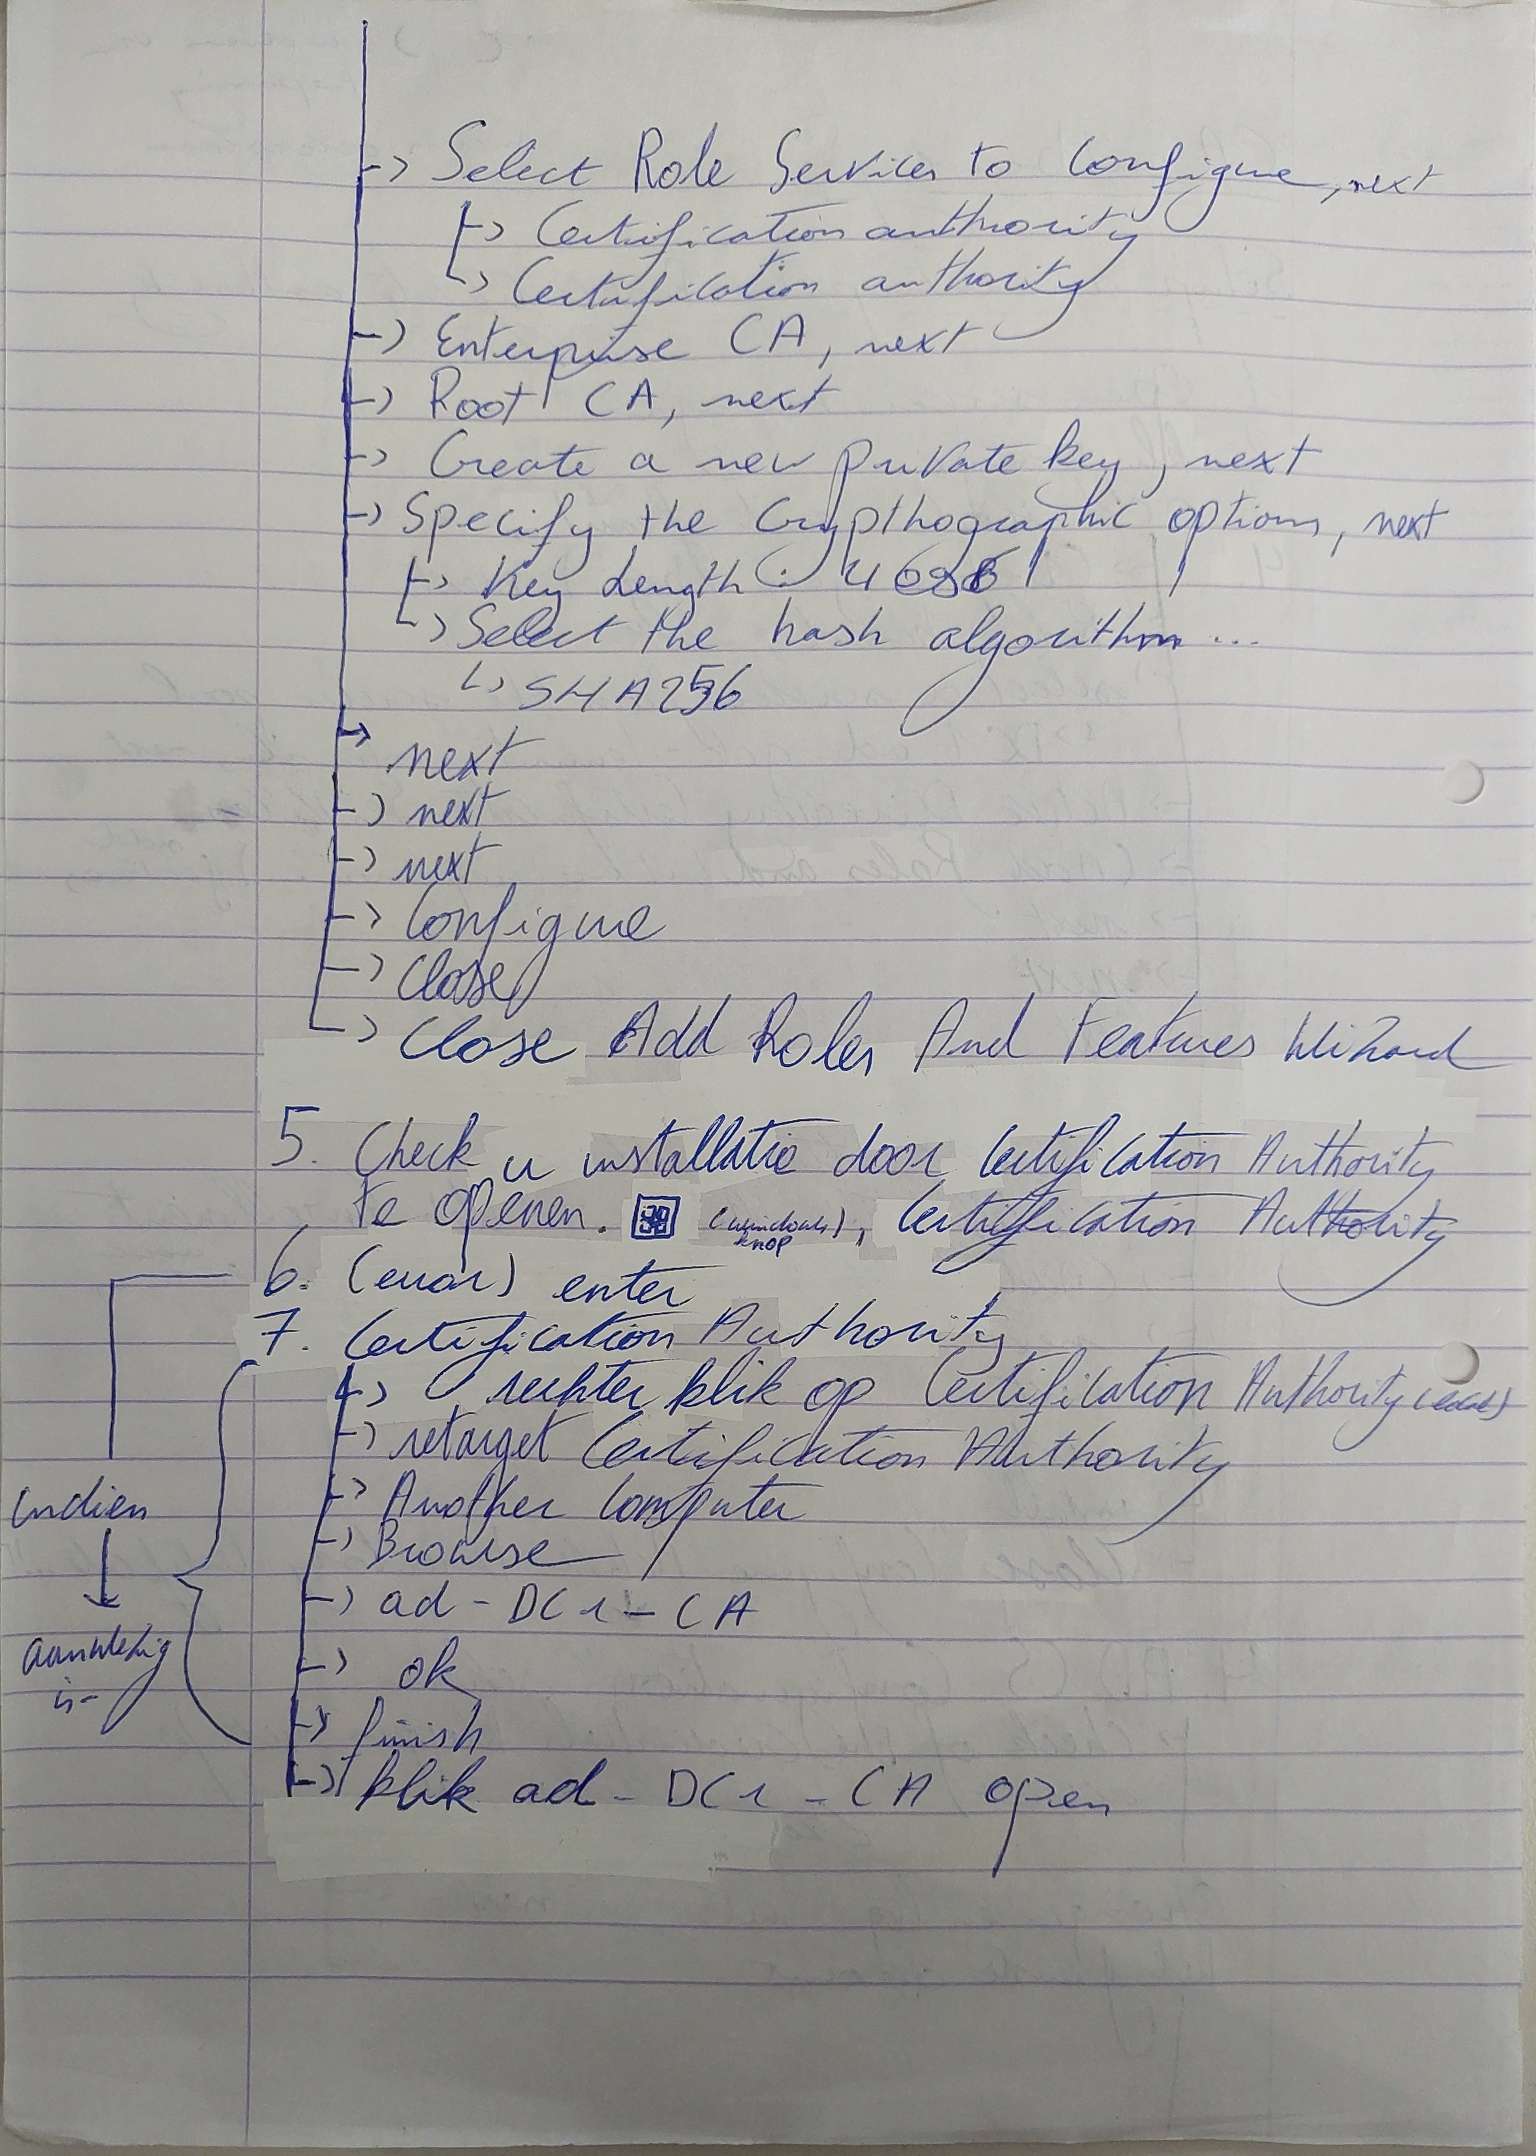 -> Select Role Services to Configure, next
-> Certification authority
-> Certification authority
-> Enterprise CA, next
-> Root CA, next
-> Create a new private key, next
-> Specify the Crypthographic options, next
-> Key Length: 4096
-> Select the hash algorithm ...
-> SHA256
-> next
-> next
-> next
-> Configure
-> Close
-> Close Add Roles And Features Wizard
5. Check u installatie door Certification Authority
te openen. (windows knop), Certification Authority
6. (error) enter
7. Certification Authority
-> rechter klik op Certification Authority
-> retarget Certification Authority
-> Another Computer
-> Browse
-> ad-DC1-CA
-> ok
-> finish
-> klik ad-DC1-CA open
indien
aanwezig
is-